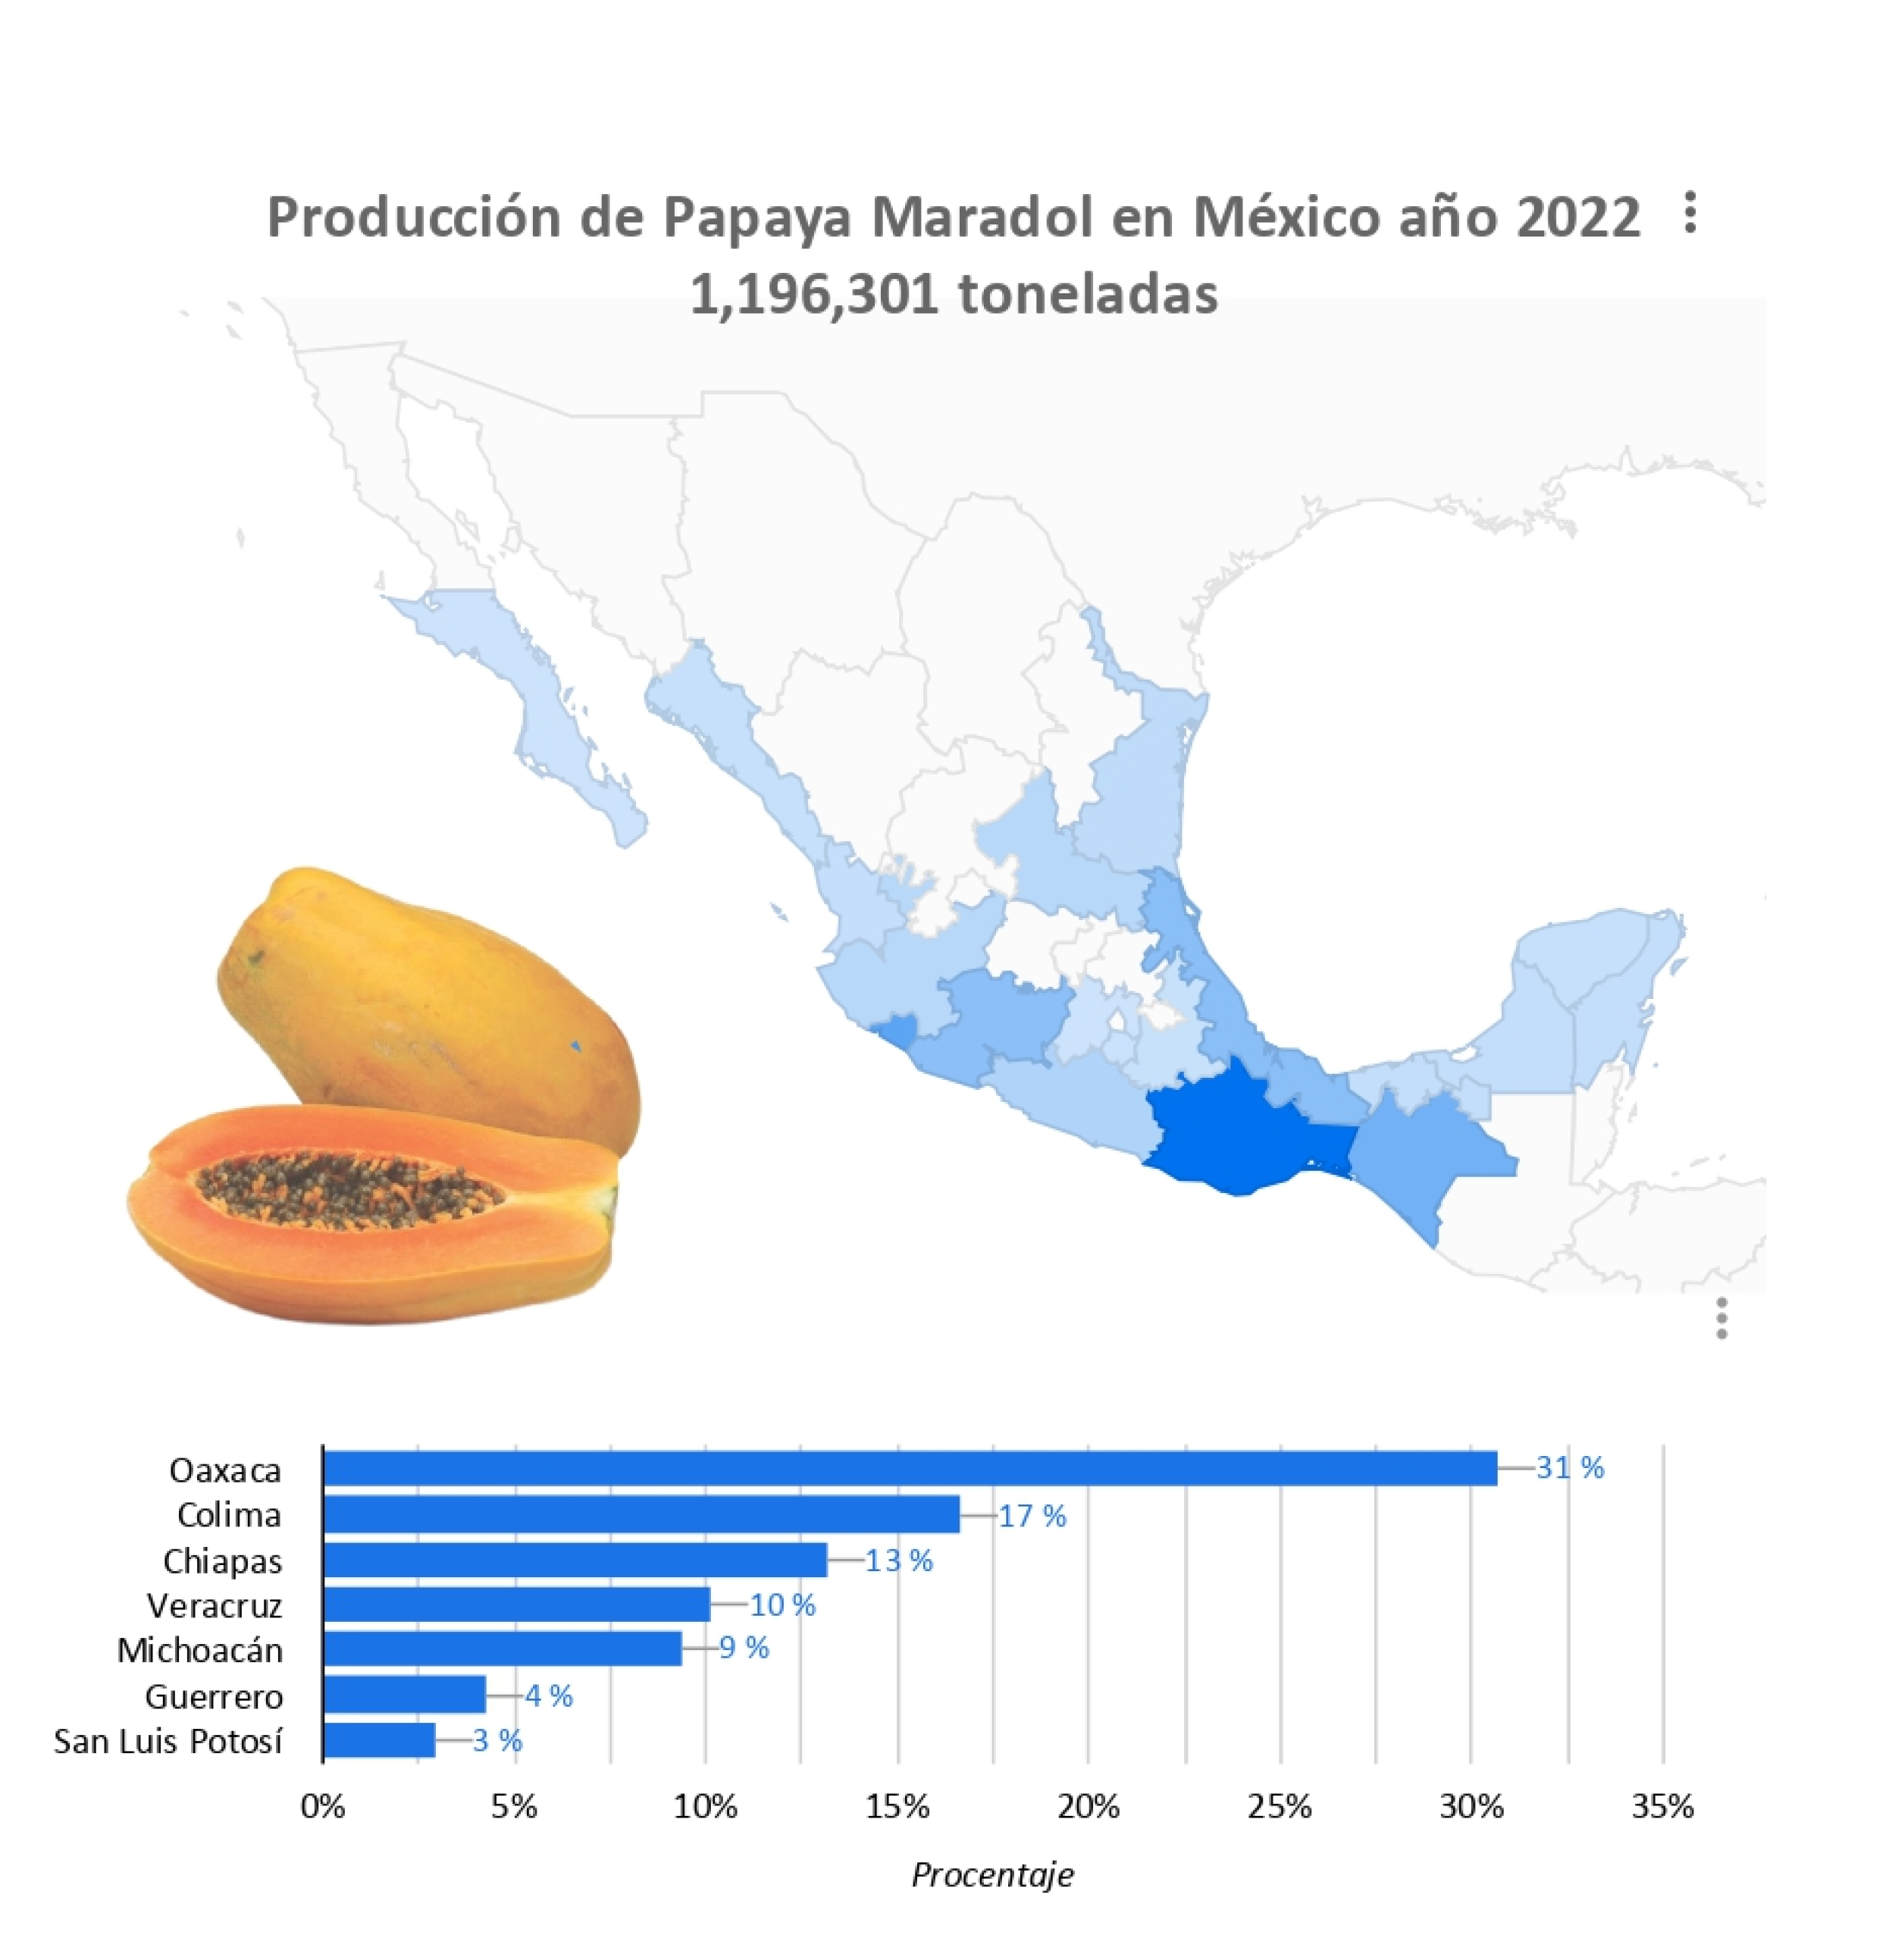 Producción de Papaya Maradol en México año 2022
1,196,301 toneladas
Oaxaca 31 %
Colima 17 %
Chiapas 13 %
Veracruz 10 %
Michoacán 9 %
Guerrero 4 %
San Luis Potosí 3 %
0% 5% 10% 15% 20% 25% 30% 35%
Procentaje